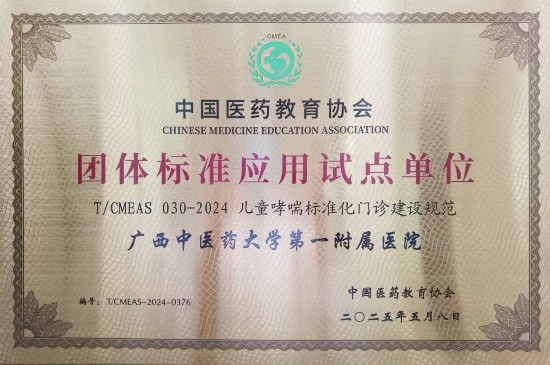 CMEA
中国医药教育协会
CHINESE MEDICINE EDUCATION ASSOCIATION
团体标准应用试点单位
T/CMEAS 030-2024 儿童哮喘标准化门诊建设规范
广西中医药大学第一附属医院
中国医药教育协会
编号：T/CMEAS-2024-0376
二〇二五年五月八日